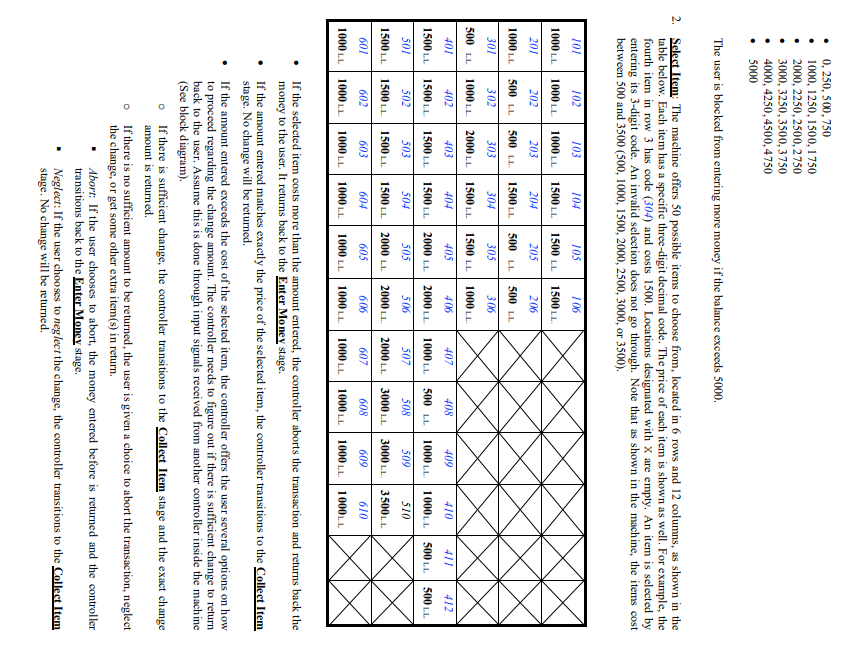 • 0, 250, 500, 750
• 1000, 1250, 1500, 1750
• 2000, 2250, 2500, 2750
• 3000, 3250, 3500, 3750
• 4000, 4250, 4500, 4750
• 5000
The user is blocked from entering more money if the balance exceeds 5000.
2. Select Item: The machine offers 50 possible items to choose from, located in 6 rows and 12 columns, as shown in the
table below. Each item has a specific three-digit decimal code. The price of each item is shown as well. For example, the
fourth item in row 3 has code (304) and costs 1500. Locations designated with X are empty. An item is selected by
entering its 3-digit code. An invalid selection does not go through. Note that as shown in the machine, the items cost
between 500 and 3500 (500, 1000, 1500, 2000, 2500, 3000, or 3500).
101 102 103 104 105 106
1000 L.L. 1000 L.L. 1000 L.L. 1500 L.L. 1500 L.L. 1500 L.L.
201 202 203 204 205 206
1000 L.L. 500 L.L. 500 L.L. 1500 L.L. 500 L.L. 500 L.L.
301 302 303 304 305 306
500 L.L. 1000 L.L. 2000 L.L. 1500 L.L. 1500 L.L. 1000 L.L.
401 402 403 404 405 406 407 408 409 410 411 412
1500 L.L. 1500 L.L. 1500 L.L. 1500 L.L. 2000 L.L. 2000 L.L. 1000 L.L. 500 L.L. 1000 L.L. 1000 L.L. 500 L.L. 500 L.L.
501 502 503 504 505 506 507 508 509 510
1500 L.L. 1500 L.L. 1500 L.L. 1500 L.L. 2000 L.L. 2000 L.L. 2000 L.L. 3000 L.L. 3000 L.L. 3500 L.L.
601 602 603 604 605 606 607 608 609 610
1000 L.L. 1000 L.L. 1000 L.L. 1000 L.L. 1000 L.L. 1000 L.L. 1000 L.L. 1000 L.L. 1000 L.L. 1000 L.L.
• If the selected item costs more than the amount entered, the controller aborts the transaction and returns back the
money to the user. It returns back to the Enter Money stage.
• If the amount entered matches exactly the price of the selected item, the controller transitions to the Collect Item
stage. No change will be returned.
• If the amount entered exceeds the cost of the selected item, the controller offers the user several options on how
to proceed regarding the change amount. The controller needs to figure out if there is sufficient change to return
back to the user. Assume this is done through input signals received from another controller inside the machine
(See block diagram).
o If there is sufficient change, the controller transitions to the Collect Item stage and the exact change
amount is returned.
o If there is no sufficient amount to be returned, the user is given a choice to abort the transaction, neglect
the change, or get some other extra item(s) in return.
▪ Abort: If the user chooses to abort, the money entered before is returned and the controller
transitions back to the Enter Money stage.
▪ Neglect: If the user chooses to neglect the change, the controller transitions to the Collect Item
stage. No change will be returned.